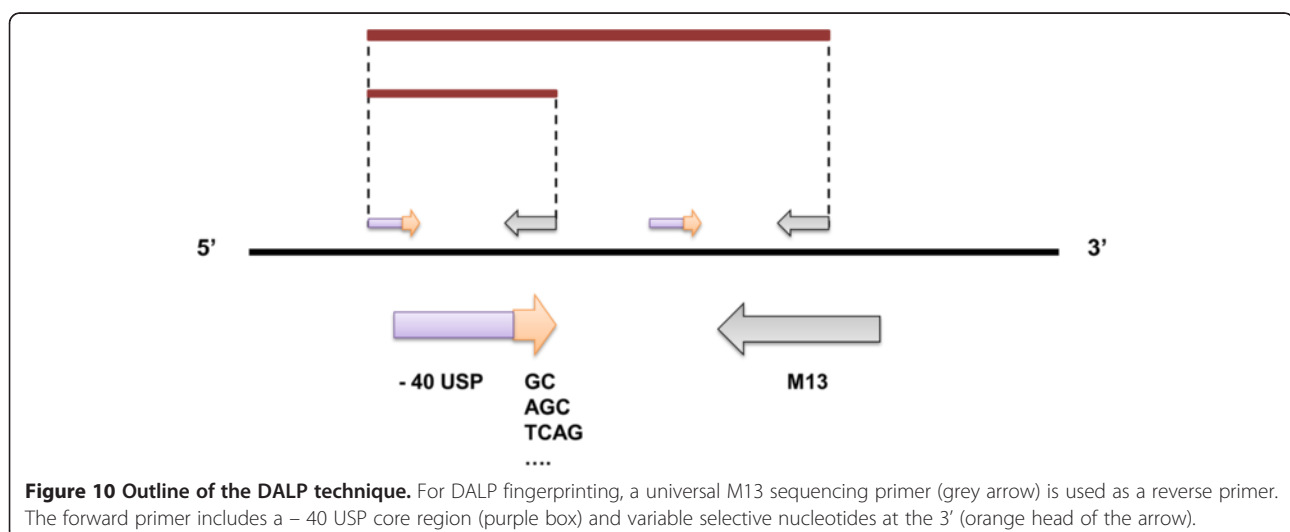 5’ 3’
- 40 USP GC M13
AGC
TCAG
....
Figure 10 Outline of the DALP technique. For DALP fingerprinting, a universal M13 sequencing primer (grey arrow) is used as a reverse primer.
The forward primer includes a – 40 USP core region (purple box) and variable selective nucleotides at the 3’ (orange head of the arrow).